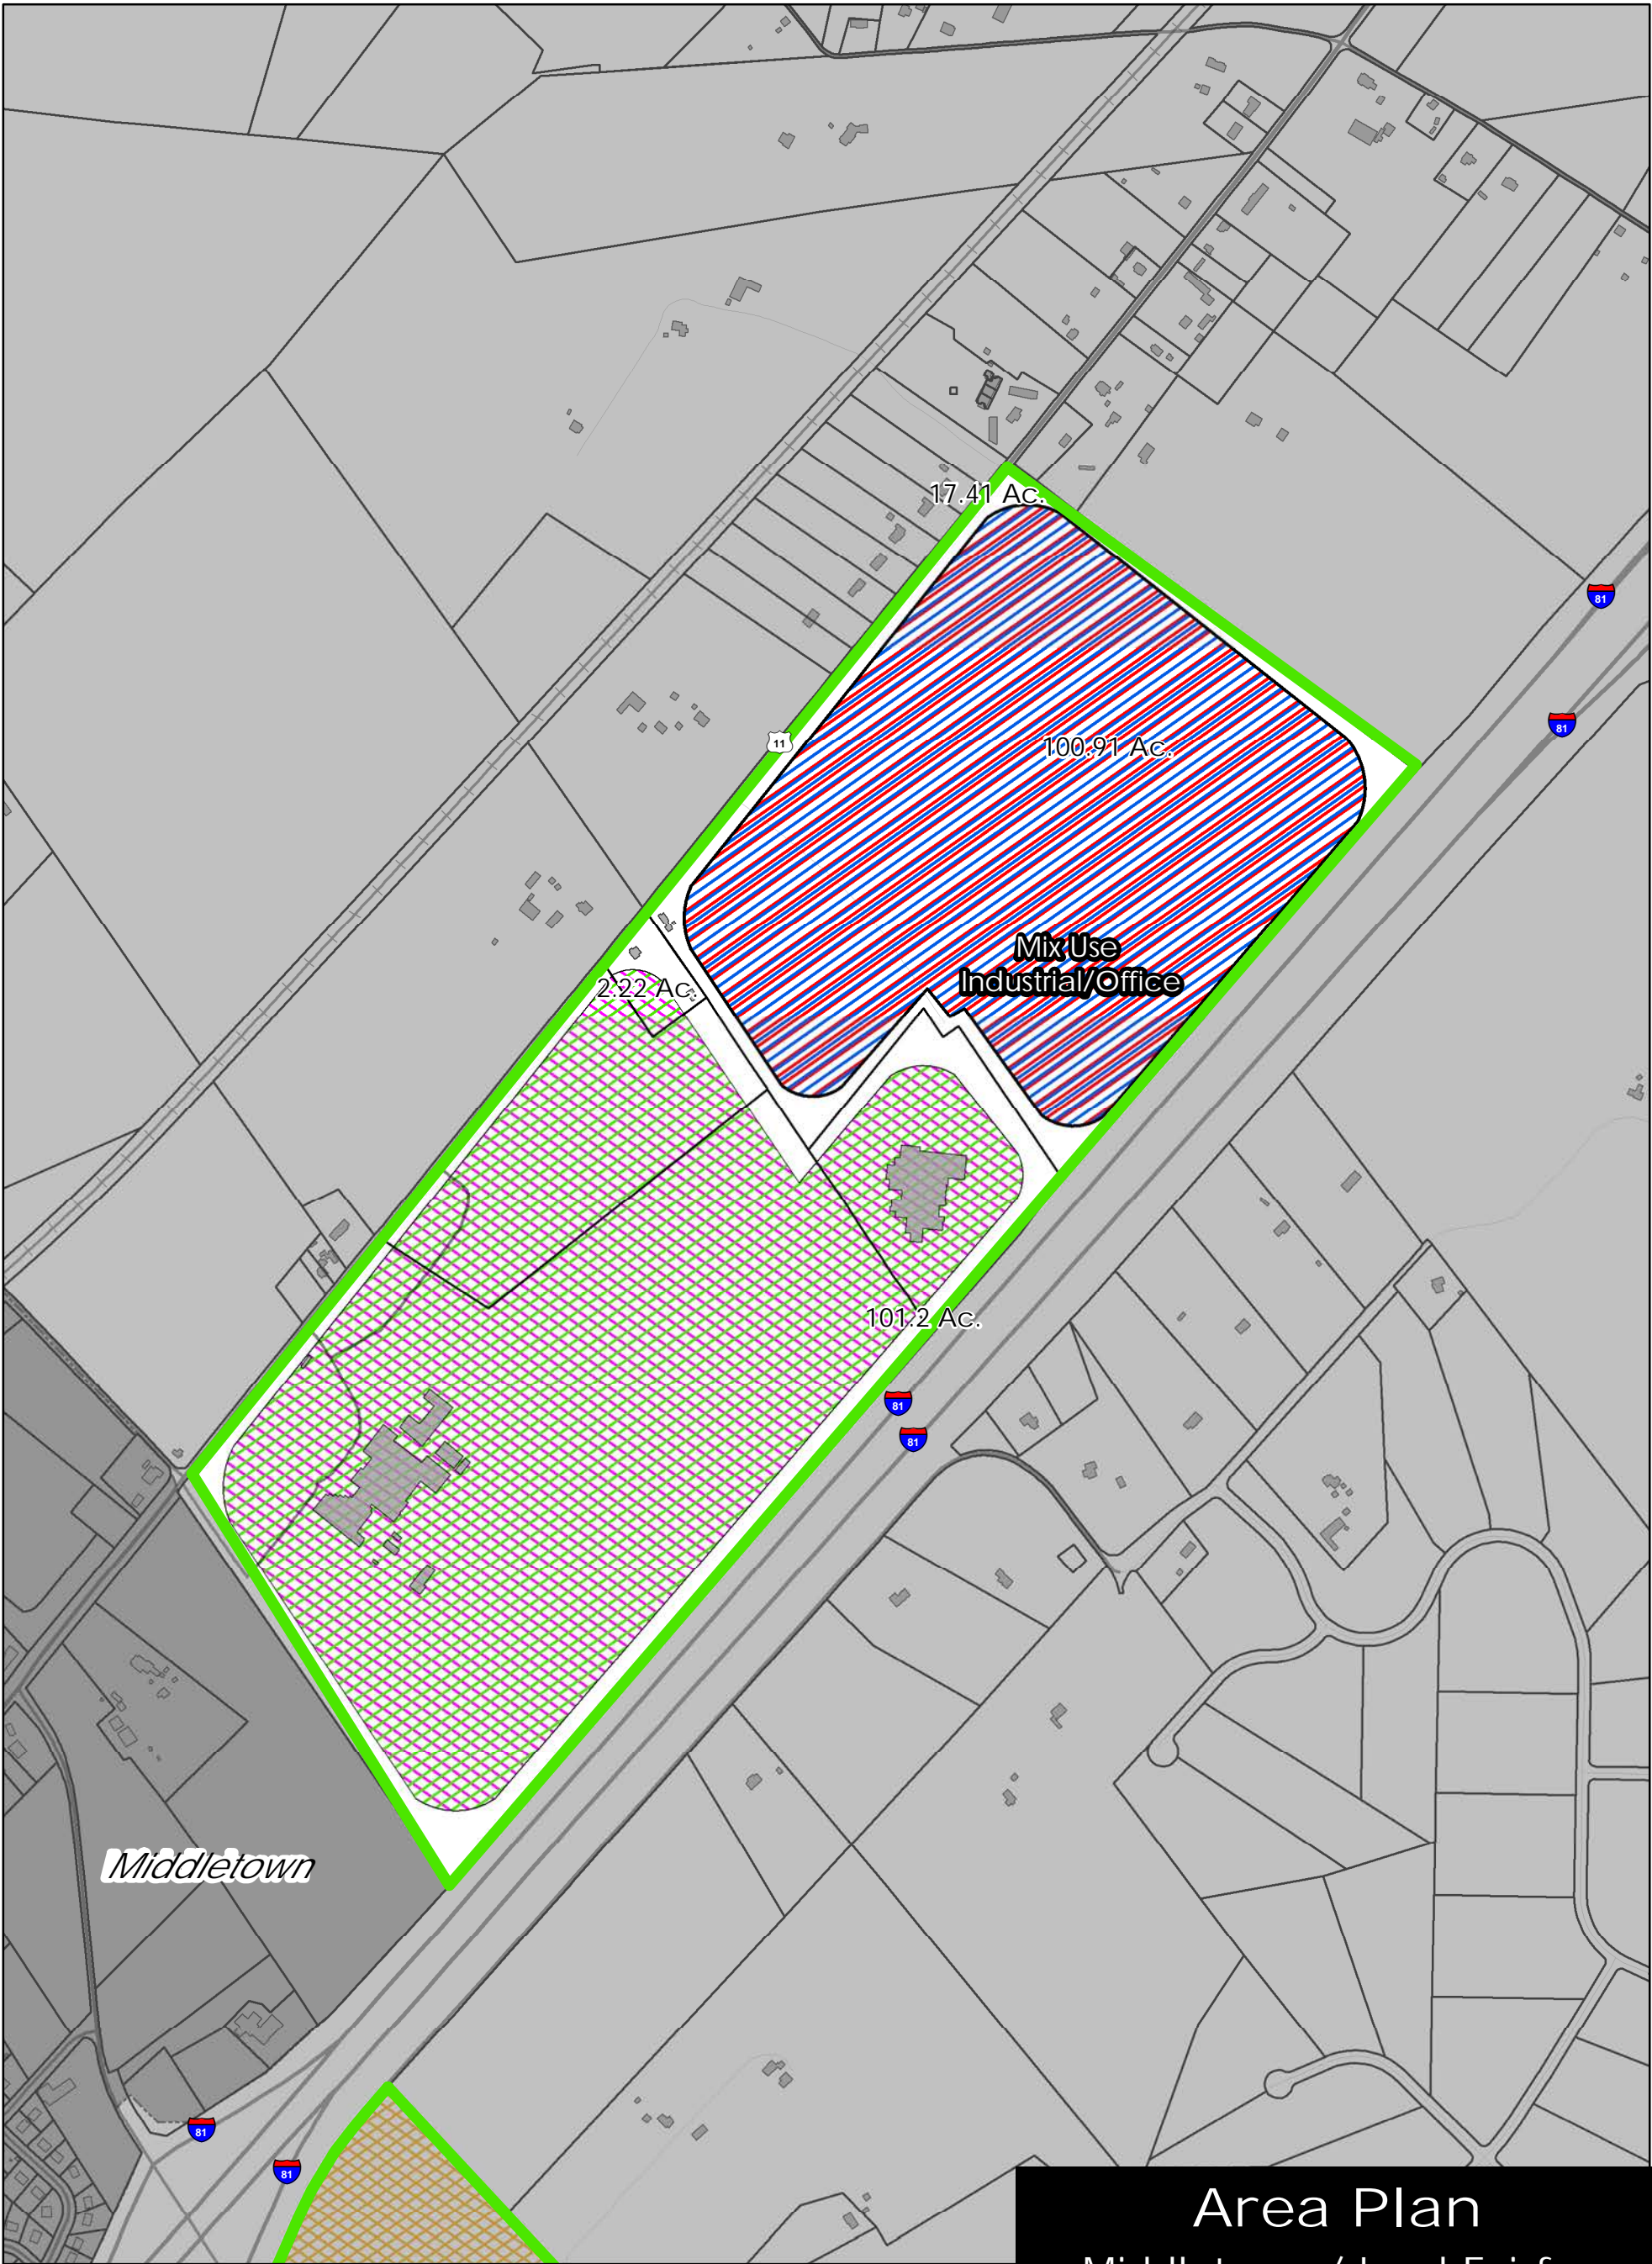 17.41 Ac.
81
81
11
100.91 Ac.
Mix Use
Industrial/Office
2.22 Ac.
101.2 Ac.
81
81
Middletown
81
81
Area Plan